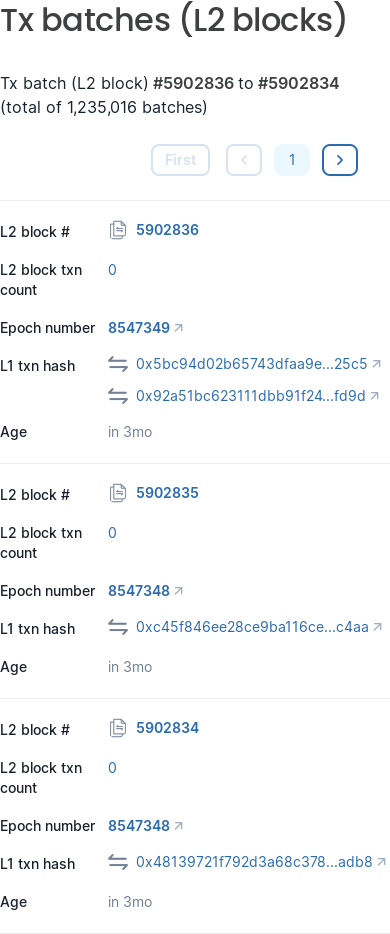 Tx batches (L2 blocks)
Tx batch (L2 block) #5902836 to #5902834
(total of 1,235,016 batches)
First 1
L2 block # 5902836
L2 block txn 0
count
Epoch number 8547349
L1 txn hash 0x5bc94d02b65743dfaa9e...25c5
0x92a51bc623111dbb91f24...fd9d
Age in 3mo
L2 block # 5902835
L2 block txn 0
count
Epoch number 8547348
L1 txn hash 0xc45f846ee28ce9ba116ce...c4aa
Age in 3mo
L2 block # 5902834
L2 block txn 0
count
Epoch number 8547348
L1 txn hash 0x48139721f792d3a68c378...adb8
Age in 3mo